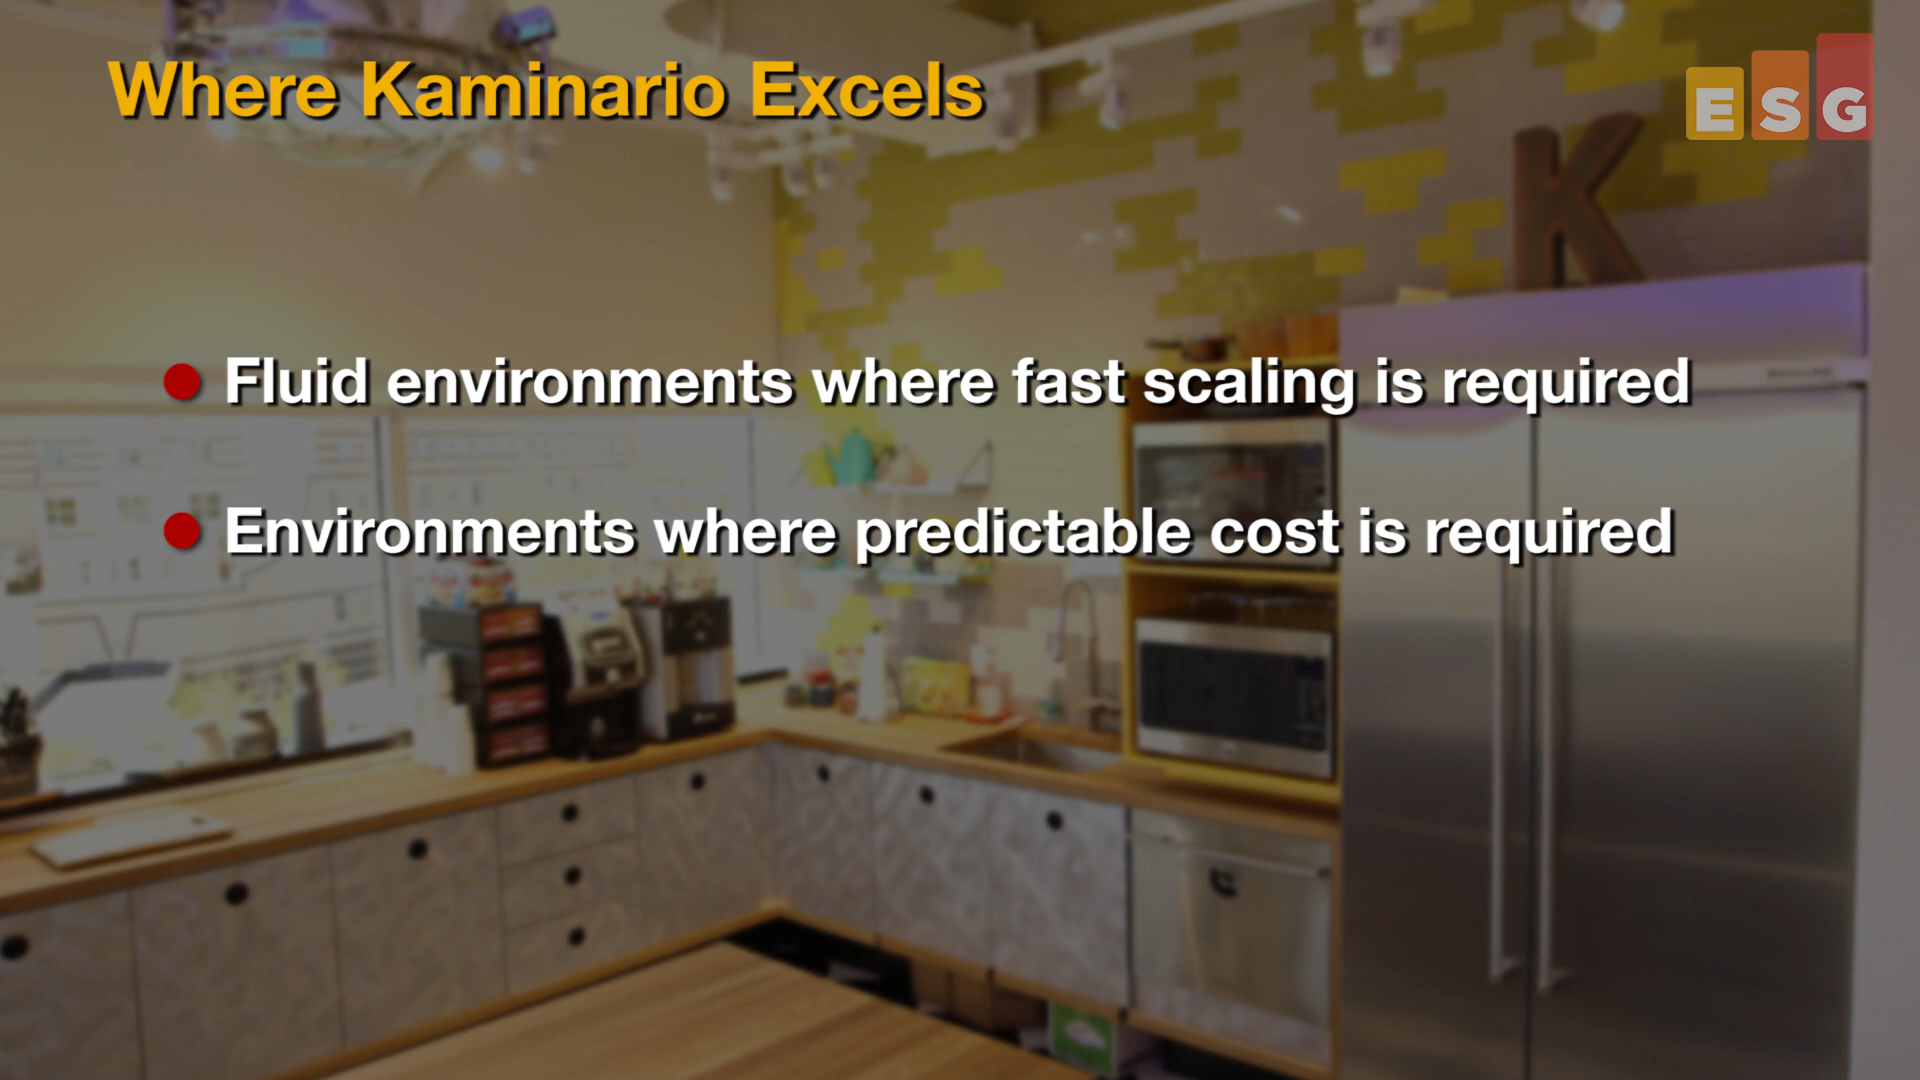 Where Kaminario Excels
ESG
K
Fluid environments where fast scaling is required
Environments where predictable cost is required